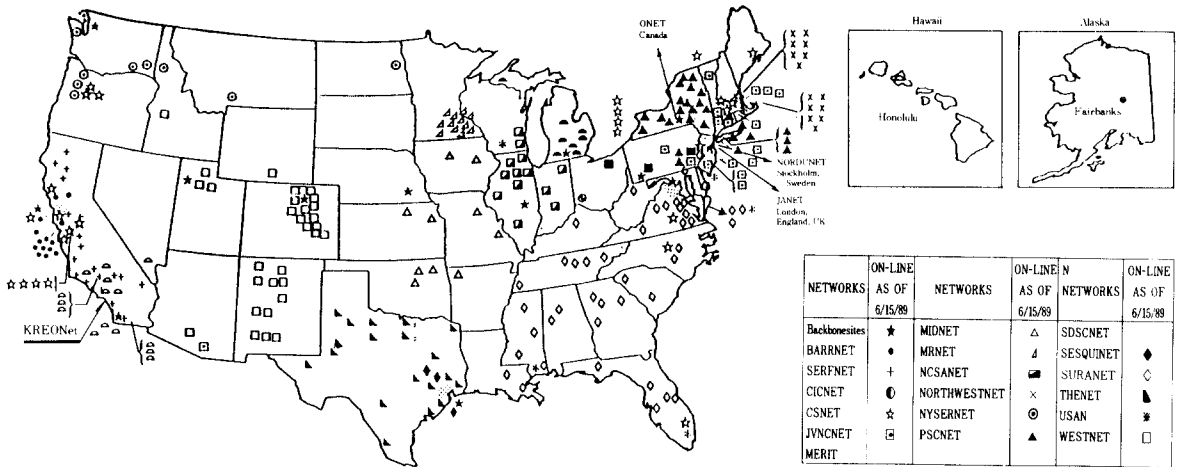 ONET
Canada
Hawaii
Alaska
Honolulu
Fairbanks
NORDUNET
Stockholm,
Sweden
JANET
London,
England, UK
KREONet
NETWORKS ON-LINE AS OF 6/15/89 NETWORKS ON-LINE AS OF 6/15/89 N NETWORKS ON-LINE AS OF 6/15/89
Backbonesites MIDNET SDSCNET
BARRNET MRNET SESQUINET
SERFNET NCSANET SURANET
CICNET NORTHWESTNET THENET
CSNET NYSERNET USAN
JVNCNET PSCNET WESTNET
MERIT